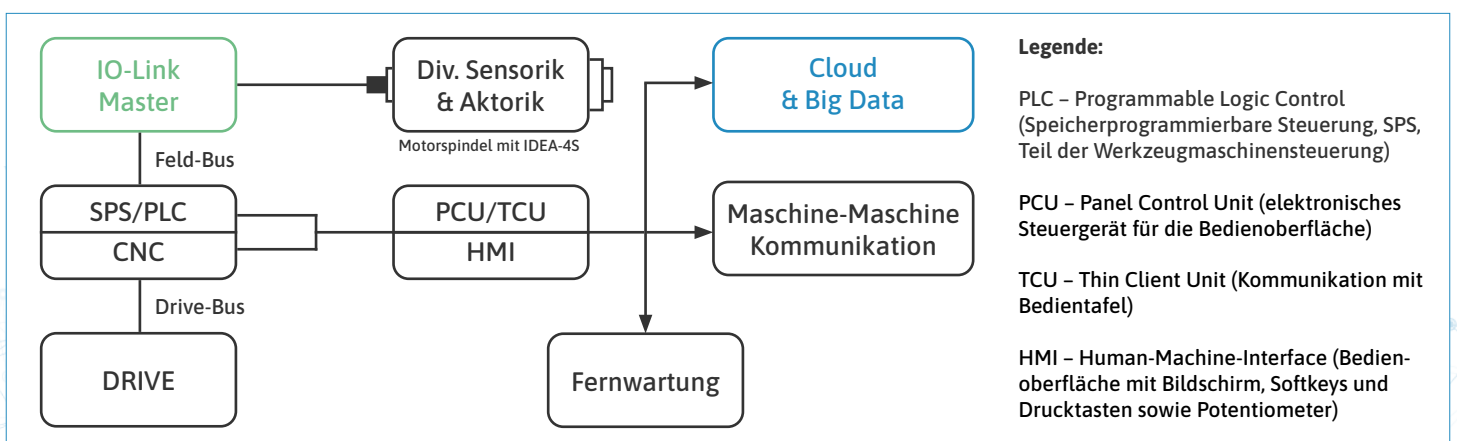 IO-Link
Master
Div. Sensorik
& Aktorik
Motorspindel mit IDEA-4S
Cloud
& Big Data
Feld-Bus
SPS/PLC
CNC
PCU/TCU
HMI
Maschine-Maschine
Kommunikation
Drive-Bus
DRIVE
Fernwartung
Legende:
PLC – Programmable Logic Control
(Speicherprogrammierbare Steuerung, SPS,
Teil der Werkzeugmaschinensteuerung)
PCU – Panel Control Unit (elektronisches
Steuergerät für die Bedienoberfläche)
TCU – Thin Client Unit (Kommunikation mit
Bedientafel)
HMI – Human-Machine-Interface (Bedien-
oberfläche mit Bildschirm, Softkeys und
Drucktasten sowie Potentiometer)